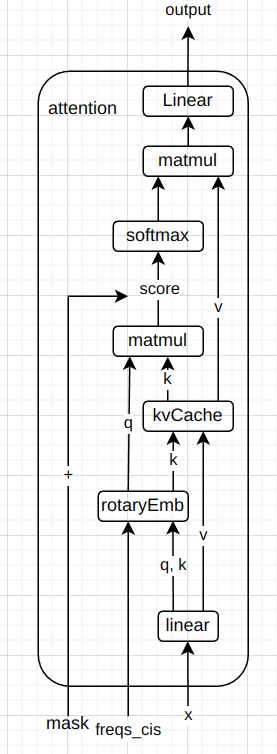 output
Linear
attention
matmul
softmax
score
v
matmul
k
kvCache
q
k
+
rotaryEmb
v
q, k
linear
x
mask
freqs_cis